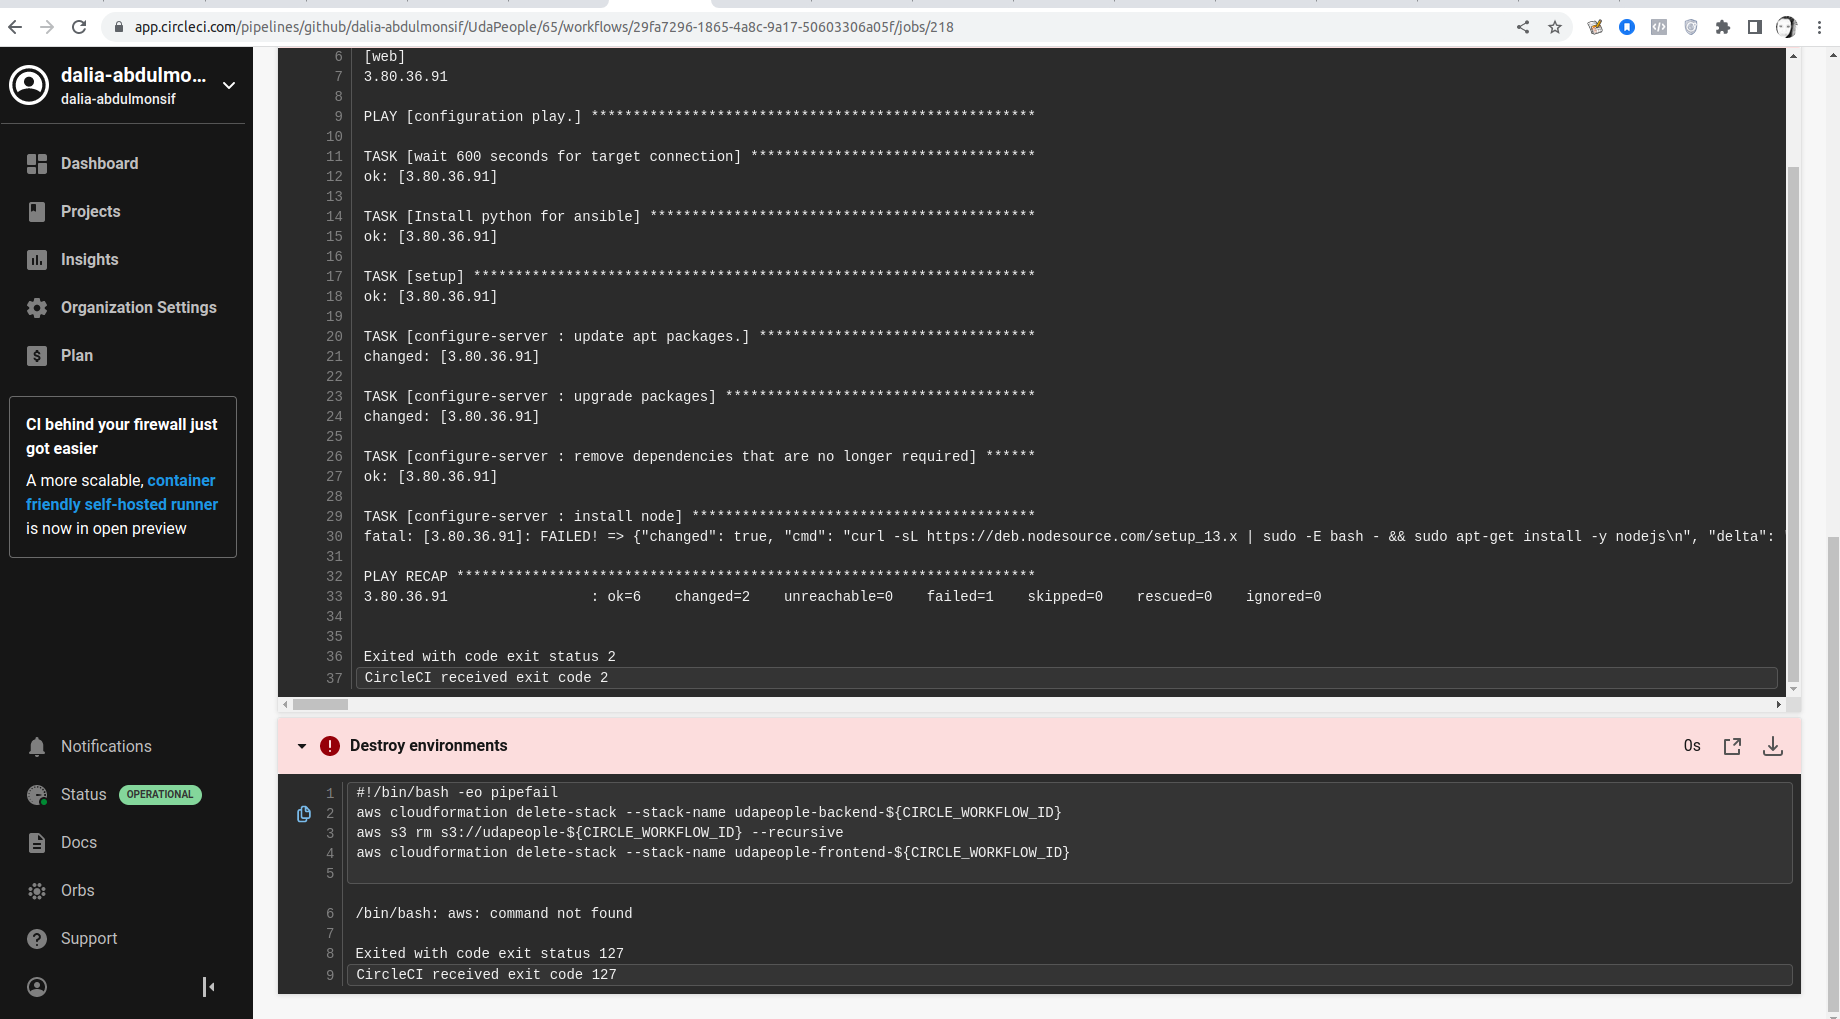 app.circleci.com/pipelines/github/dalia-abdulmonsif/UdaPeople/65/workflows/29fa7296-1865-4a8c-9a17-50603306a05f/jobs/218
dalia-abdulmo...
dalia-abdulmonsif
Dashboard
Projects
Insights
Organization Settings
Plan
CI behind your firewall just
got easier
A more scalable, container
friendly self-hosted runner
is now in open preview
Notifications
Status OPERATIONAL
Docs
Orbs
Support
6 [web]
7 3.80.36.91
8
9 PLAY [configuration play.] *****************************************************
10
11 TASK [wait 600 seconds for target connection] **********************************
12 ok: [3.80.36.91]
13
14 TASK [Install python for ansible] **********************************************
15 ok: [3.80.36.91]
16
17 TASK [setup] *******************************************************************
18 ok: [3.80.36.91]
19
20 TASK [configure-server : update apt packages.] *********************************
21 changed: [3.80.36.91]
22
23 TASK [configure-server : upgrade packages] *************************************
24 changed: [3.80.36.91]
25
26 TASK [configure-server : remove dependencies that are no longer required] ******
27 ok: [3.80.36.91]
28
29 TASK [configure-server : install node] *****************************************
30 fatal: [3.80.36.91]: FAILED! => {"changed": true, "cmd": "curl -sL https://deb.nodesource.com/setup_13.x | sudo -E bash - && sudo apt-get install -y nodejs\n", "delta": "
31
32 PLAY RECAP *********************************************************************
33 3.80.36.91 : ok=6 changed=2 unreachable=0 failed=1 skipped=0 rescued=0 ignored=0
34
35
36 Exited with code exit status 2
37 CircleCI received exit code 2
Destroy environments 0s
1 #!/bin/bash -eo pipefail
2 aws cloudformation delete-stack --stack-name udapeople-backend-${CIRCLE_WORKFLOW_ID}
3 aws s3 rm s3://udapeople-${CIRCLE_WORKFLOW_ID} --recursive
4 aws cloudformation delete-stack --stack-name udapeople-frontend-${CIRCLE_WORKFLOW_ID}
5
6 /bin/bash: aws: command not found
7
8 Exited with code exit status 127
9 CircleCI received exit code 127